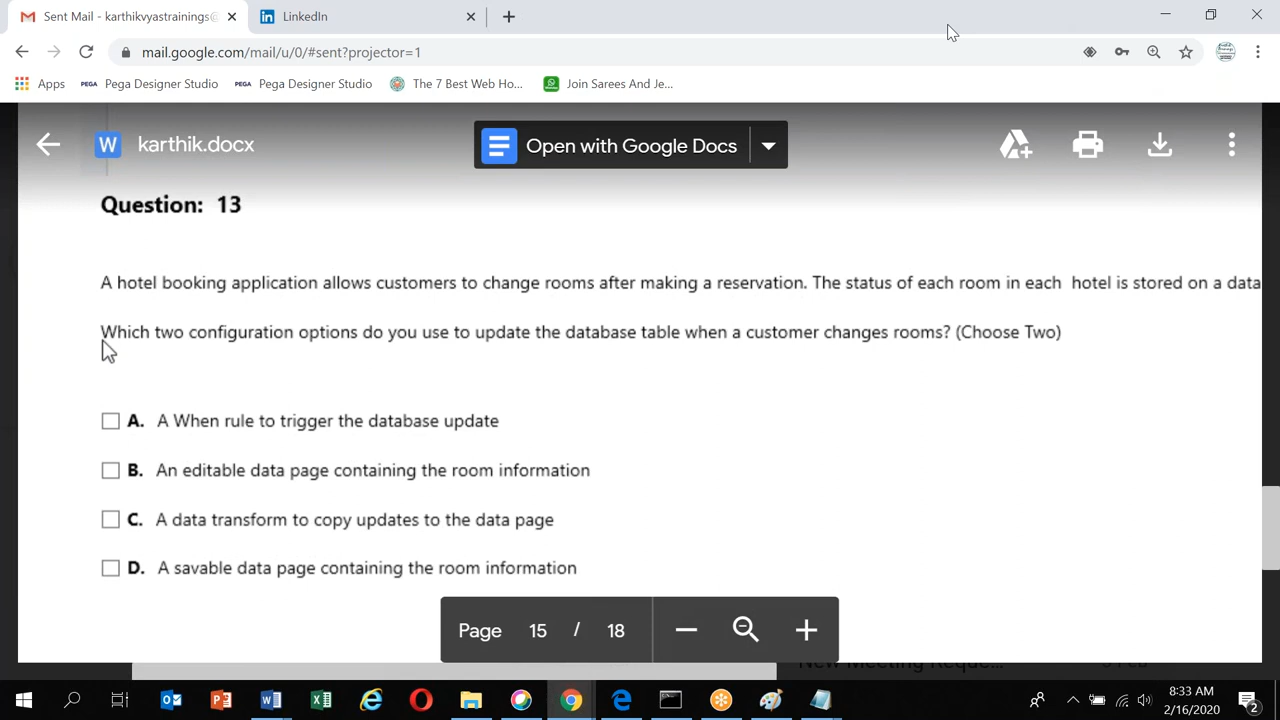 Sent Mail - karthikvyastrainings@
LinkedIn
mail.google.com/mail/u/0/#sent?projector=1
Apps
PEGA Pega Designer Studio
PEGA Pega Designer Studio
The 7 Best Web Ho...
Join Sarees And Je...
W karthik.docx
Open with Google Docs
Question: 13
A hotel booking application allows customers to change rooms after making a reservation. The status of each room in each hotel is stored on a data
Which two configuration options do you use to update the database table when a customer changes rooms? (Choose Two)
A. A When rule to trigger the database update
B. An editable data page containing the room information
C. A data transform to copy updates to the data page
D. A savable data page containing the room information
Page 15 / 18
8:33 AM
2/16/2020
2